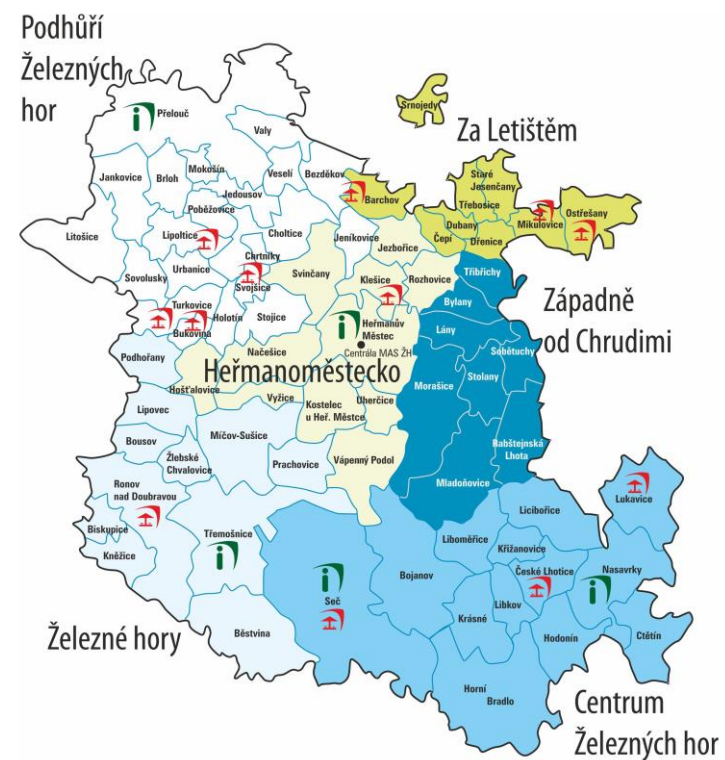 Podhůří
Železných
hor
Přelouč
Srnojedy
Za Letištěm
Valy
Jankovice
Brloh
Mokošín
Veselí
Bezděkov
Staré
Jesenčany
Jedousov
Poběžovice
Barchov
Třebosice
Mikulovice
Ostřešany
Litošice
Lipoltice
Choltice
Jeníkovice
Jezbořice
Čepí
Dubany
Dřenice
Urbanice
Chrtníky
Svojšice
Svinčany
Klešice
Rozhovice
Třibřichy
Sovolusky
Turkovice
Bukovina
Holotín
Stojice
Heřmanův
Městec
Centrála MAS ŽH
Bylany
Lány
Západně
od Chrudimi
Podhořany
Načešice
Heřmanoměstecko
Sobětuchy
Hošťalovice
Vyžice
Kostelec
u Heř. Městce
Uherčice
Morašice
Stolany
Lipovec
Bousov
Míčov-Sušice
Žlebské
Chvalovice
Prachovice
Vápenný Podol
Rabštejnská
Lhota
Mladoňovice
Ronov
nad Doubravou
Biskupice
Kněžice
Třemošnice
Lukavice
Licibořice
Liboměřice
Křižanovice
Seč
Bojanov
České Lhotice
Nasavrky
Libkov
Krásné
Hodonín
Ctětín
Železné hory
Běstvina
Horní
Bradlo
Centrum
Železných hor